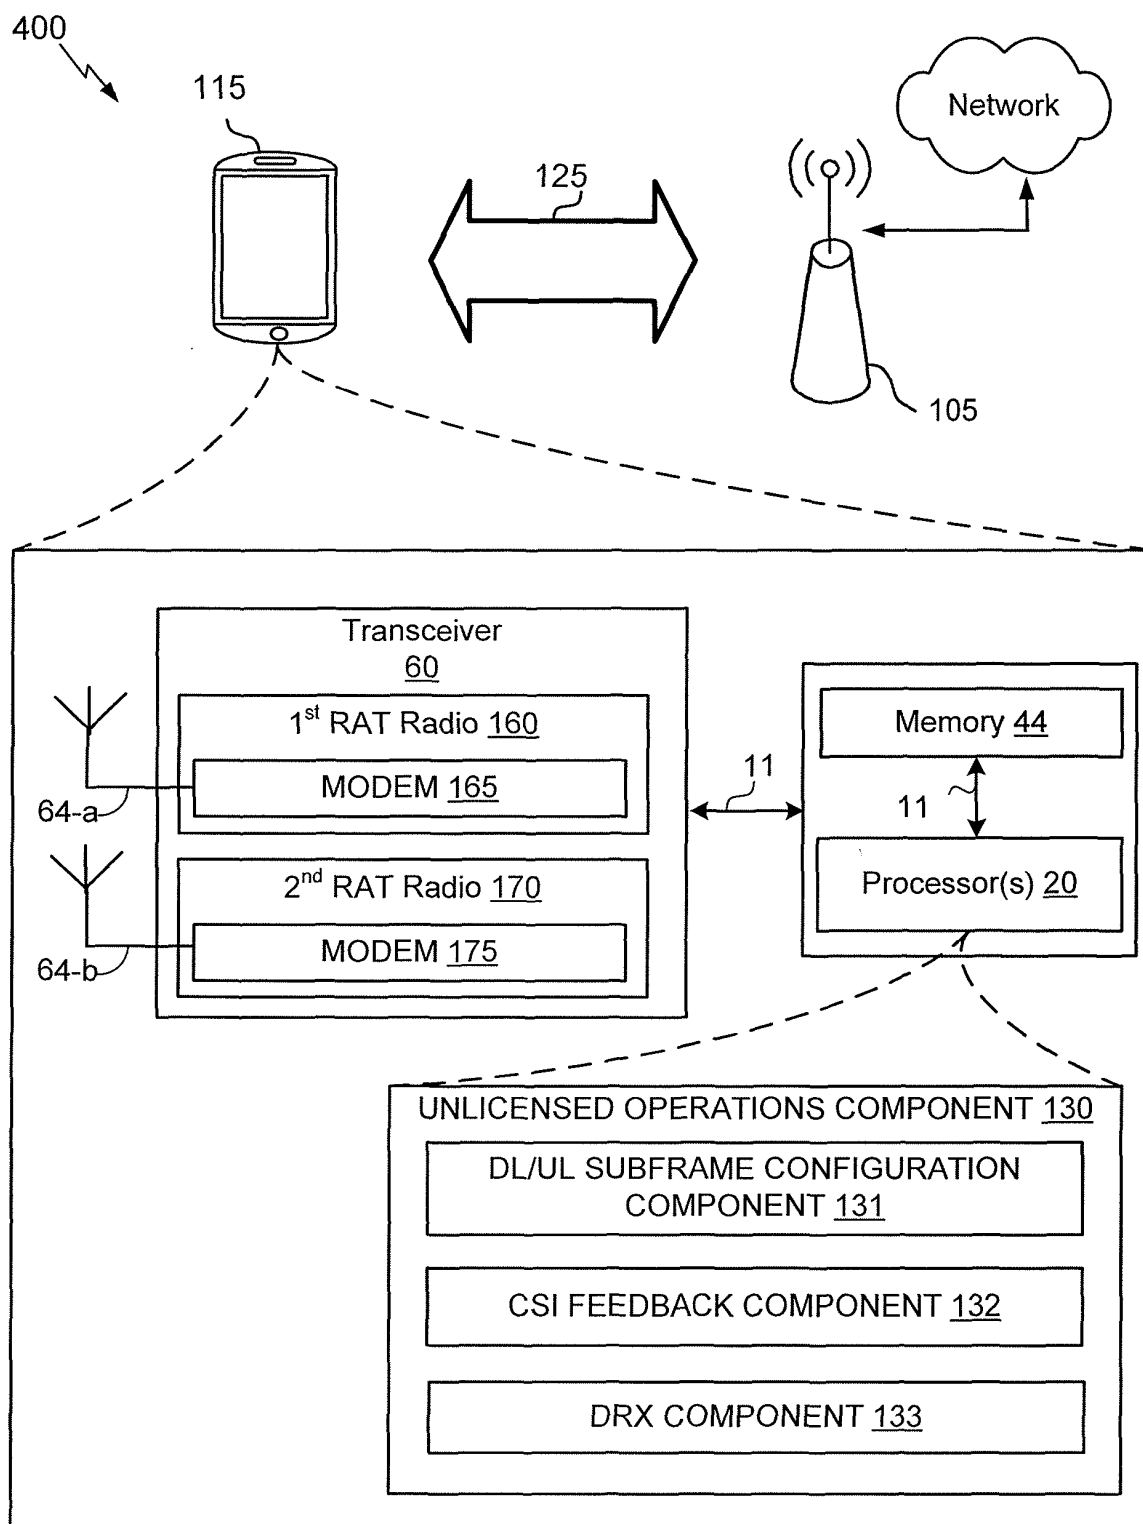 400
115
Network
125
105
Transceiver
60
1st RAT Radio 160
MODEM 165
64-a
2nd RAT Radio 170
MODEM 175
64-b
11
Memory 44
11
Processor(s) 20
UNLICENSED OPERATIONS COMPONENT 130
DL/UL SUBFRAME CONFIGURATION
COMPONENT 131
CSI FEEDBACK COMPONENT 132
DRX COMPONENT 133